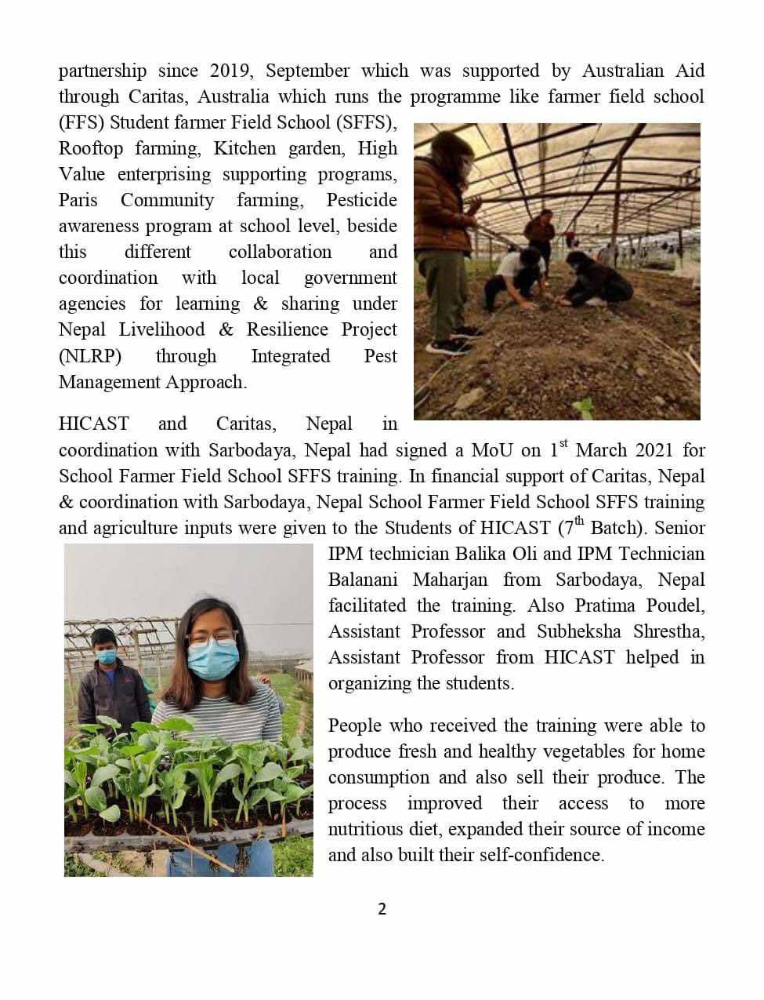 partnership since 2019, September which was supported by Australian Aid
through Caritas, Australia which runs the programme like farmer field school
(FFS) Student farmer Field School (SFFS),
Rooftop farming, Kitchen garden, High
Value enterprising supporting programs,
Paris Community farming, Pesticide
awareness program at school level, beside
this different collaboration and
coordination with local government
agencies for learning & sharing under
Nepal Livelihood & Resilience Project
(NLRP) through Integrated Pest
Management Approach.
HICAST and Caritas, Nepal in
coordination with Sarbodaya, Nepal had signed a MoU on 1st March 2021 for
School Farmer Field School SFFS training. In financial support of Caritas, Nepal
& coordination with Sarbodaya, Nepal School Farmer Field School SFFS training
and agriculture inputs were given to the Students of HICAST (7th Batch). Senior
IPM technician Balika Oli and IPM Technician
Balanani Maharjan from Sarbodaya, Nepal
facilitated the training. Also Pratima Poudel,
Assistant Professor and Subheksha Shrestha,
Assistant Professor from HICAST helped in
organizing the students.
People who received the training were able to
produce fresh and healthy vegetables for home
consumption and also sell their produce. The
process improved their access to more
nutritious diet, expanded their source of income
and also built their self-confidence.
2